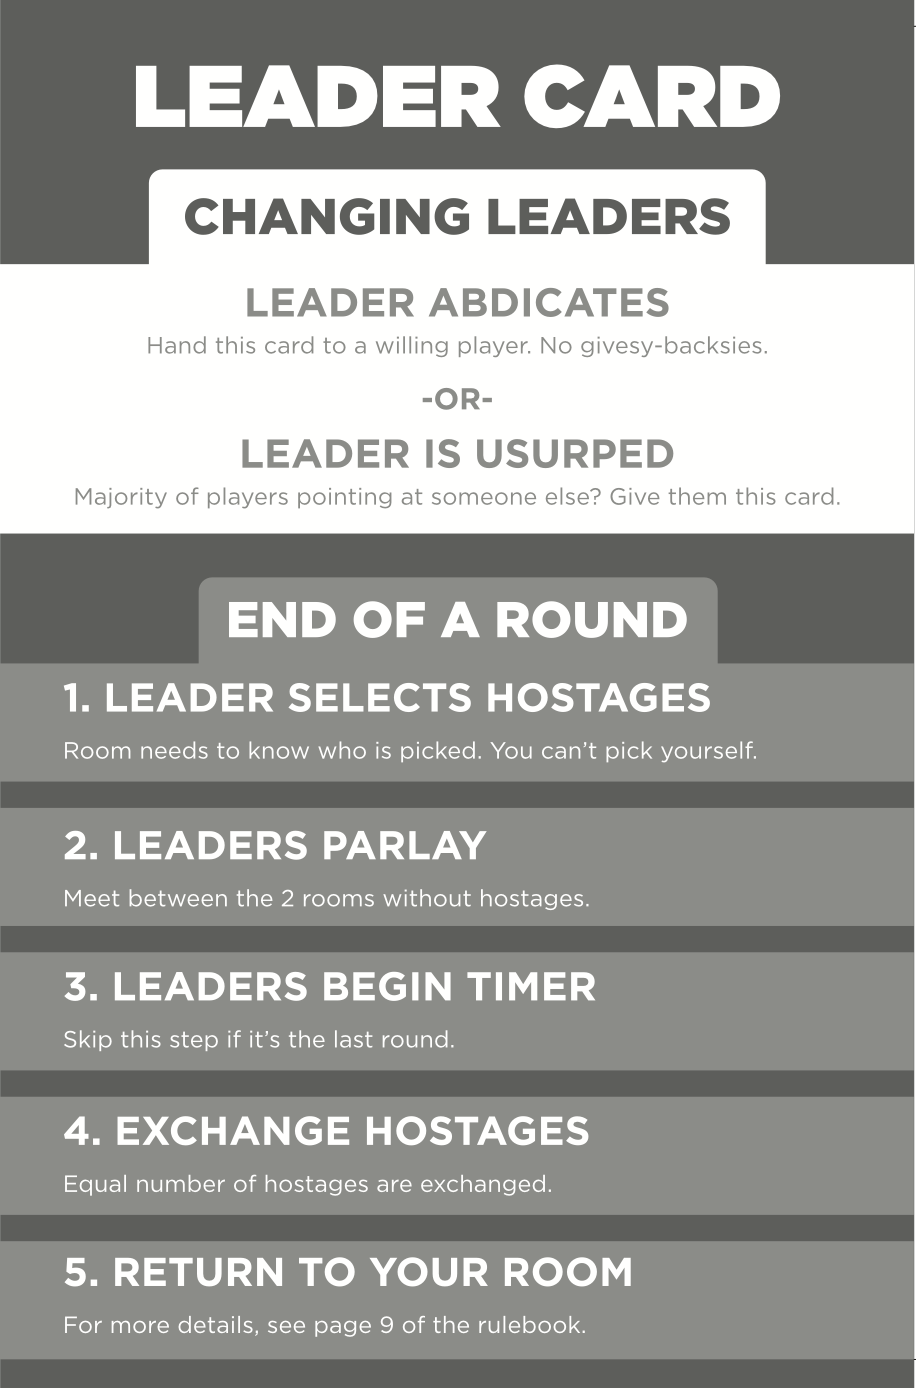 LEADER CARD
CHANGING LEADERS
LEADER ABDICATES
Hand this card to a willing player. No givesy-backsies.
-OR-
LEADER IS USURPED
Majority of players pointing at someone else? Give them this card.
END OF A ROUND
1. LEADER SELECTS HOSTAGES
Room needs to know who is picked. You can’t pick yourself.
2. LEADERS PARLAY
Meet between the 2 rooms without hostages.
3. LEADERS BEGIN TIMER
Skip this step if it’s the last round.
4. EXCHANGE HOSTAGES
Equal number of hostages are exchanged.
5. RETURN TO YOUR ROOM
For more details, see page 9 of the rulebook.